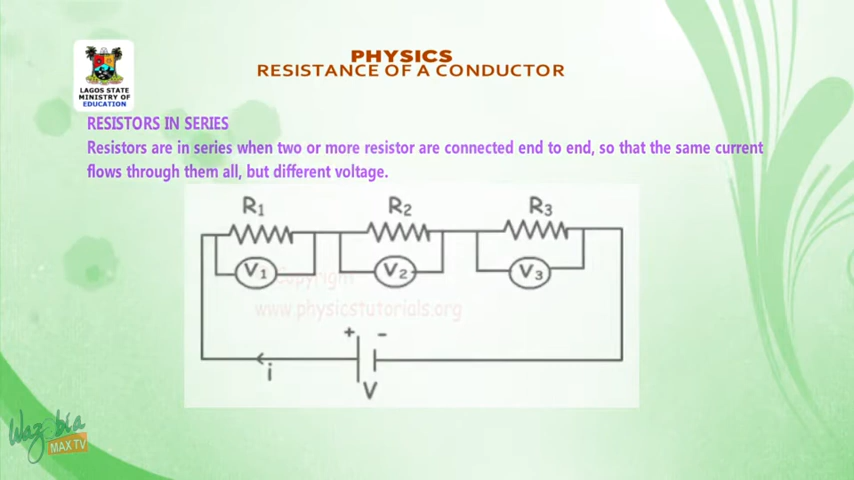 PHYSICS
RESISTANCE OF A CONDUCTOR
LAGOS STATE
MINISTRY OF
EDUCATION
RESISTORS IN SERIES
Resistors are in series when two or more resistor are connected end to end, so that the same current
flows through them all, but different voltage.
R1 R2 R3
V1 V2 V3
Copyright
www.physicstutorials.org
+ -
i
V
Wazobia
MAX TV